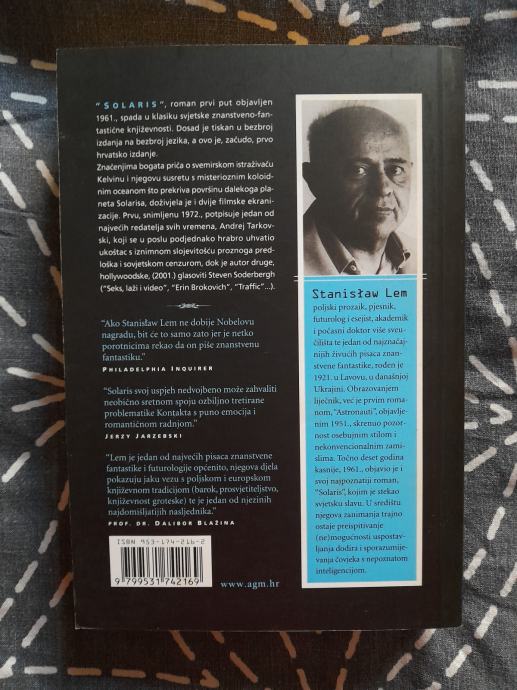 "SOLARIS", roman prvi put objavljen
1961., spada u klasiku svjetske znanstveno-fan-
tastične književnosti. Dosad je tiskan u bezbroj
izdanja na bezbroj jezika, a ovo je, začudo, prvo
hrvatsko izdanje.
Značenjima bogata priča o svemirskom istraživaču
Kelvinu i njegovu susretu s misterioznim koloid-
nim oceanom što prekriva površinu dalekoga pla-
neta Solarisa, doživjela je i dvije filmske ekrani-
zacije. Prvu, snimljenu 1972., potpisuje jedan od
najvećih redatelja svih vremena, Andrej Tarkov-
ski, koji se u poslu podjednako hrabro uhvatio
ukoštac s iznimnom slojevitošću proznoga pred-
loška i sovjetskom cenzurom, dok je autor druge,
hollywoodske, (2001.) glasoviti Steven Soderbergh
("Seks, laži i video", "Erin Brokovich", "Traffic"...).
"Ako Stanisław Lem ne dobije Nobelovu
nagradu, bit će to samo zato jer je netko
porotnicima rekao da on piše znanstvenu
fantastiku."
PHILADELPHIA INQUIRER
"Solaris svoj uspjeh nedvojbeno može zahvaliti
neobično sretnom spoju ozbiljno tretirane
problematike Kontakta s puno emocija i
romantičnom radnjom."
JERZY JARZEBSKI
"Lem je jedan od najvećih pisaca znanstvene
fantastike i futurologije općenito, njegova djela
pokazuju jaku vezu s poljskom i europskom
književnom tradicijom (barok, prosvjetiteljstvo,
književnost groteske) te je jedan od njezinih
najdomišljatijih nasljednika."
PROF. DR. DALIBOR BLAŽINA
ISBN 953-174-216-2
9 799531 742169
www.agm.hr
Stanisław Lem
poljski prozaik, pjesnik,
futurolog i esejist, akademik
i počasni doktor više sveu-
čilišta te jedan od najznačaj-
nijih živućih pisaca znan-
stvene fantastike, rođen je
1921. u Lavovu, u današnjoj
Ukrajini. Obrazovanjem
liječnik, već je prvim roma-
nom, "Astronauti", objavlje-
nim 1951., skrenuo pozor-
nost osebujnim stilom i
nekonvencionalnim zami-
slima. Točno deset godina
kasnije, 1961., objavio je i
svoj najpoznatiji roman,
"Solaris", kojim je stekao
svjetsku slavu. U središtu
njegova zanimanja trajno
ostaje preispitivanje
(ne)mogućnosti uspostav-
ljanja dodira i sporazumije-
vanja čovjeka s nepoznatom
inteligencijom.